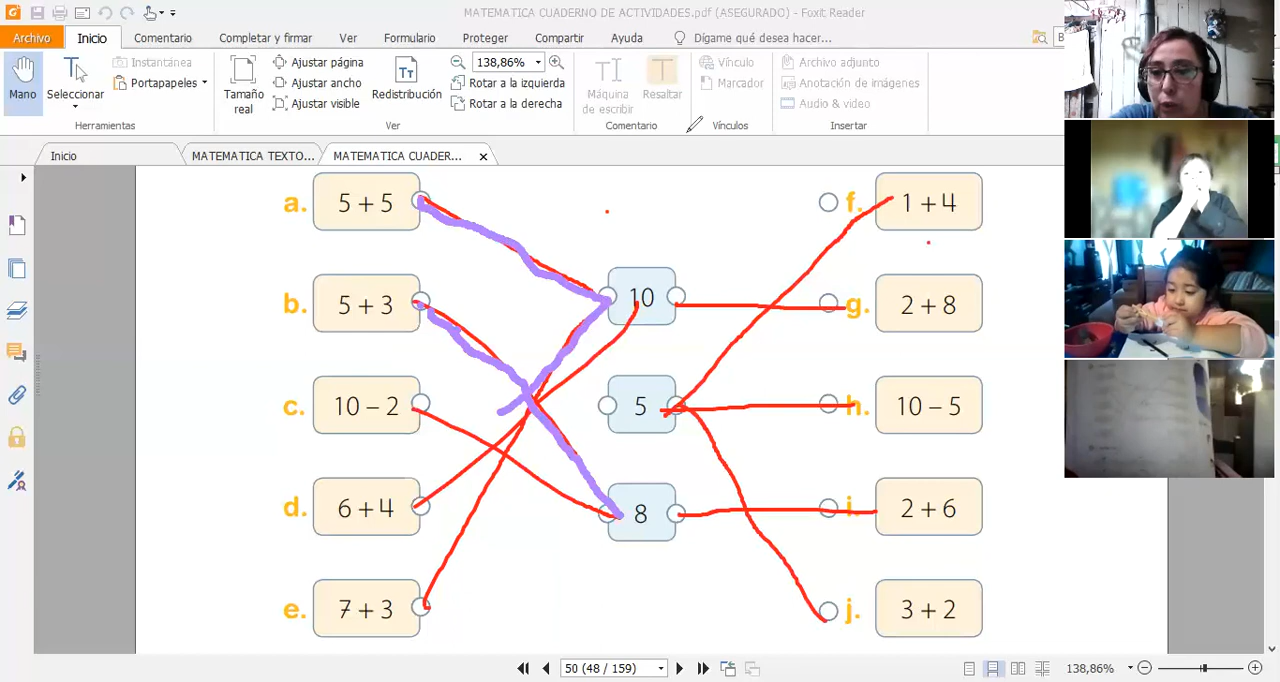 MATEMATICA CUADERNO DE ACTIVIDADES.pdf (ASEGURADO) - Foxit Reader
Archivo Inicio Comentario Completar y firmar Ver Formulario Proteger Compartir Ayuda Dígame qué desea hacer...
Mano
Seleccionar
Instantánea
Portapapeles
Herramientas
Tamaño real
Ajustar página
Ajustar ancho
Ajustar visible
Redistribución
138,86%
Rotar a la izquierda
Rotar a la derecha
Ver
Máquina de escribir
Resaltar
Comentario
Vínculo
Marcador
Vínculos
Archivo adjunto
Anotación de imágenes
Audio & video
Insertar
Inicio MATEMATICA TEXTO... MATEMATICA CUADER...
a. 5 + 5
b. 5 + 3
c. 10 – 2
d. 6 + 4
e. 7 + 3
10
5
8
f. 1 + 4
g. 2 + 8
h. 10 – 5
i. 2 + 6
j. 3 + 2
50 (48 / 159) 138,86%